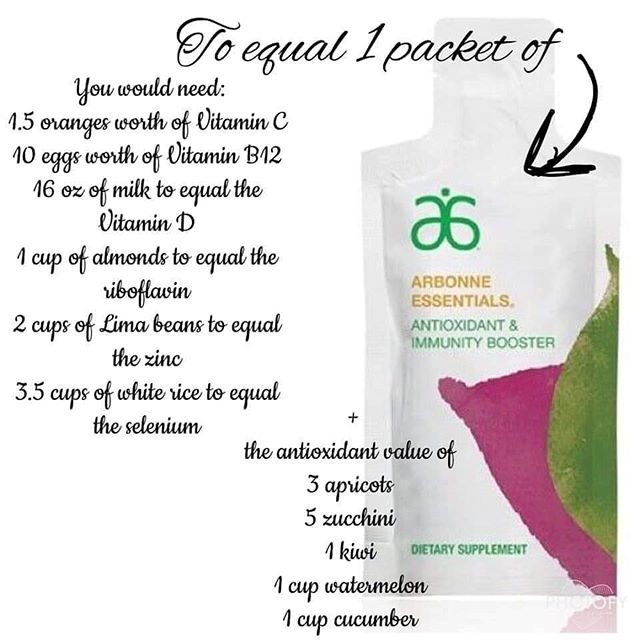 To equal 1 packet of
You would need:
1.5 oranges worth of Vitamin C
10 eggs worth of Vitamin B12
16 oz of milk to equal the
Vitamin D
1 cup of almonds to equal the
riboflavin
2 cups of Lima beans to equal
the zinc
3.5 cups of white rice to equal
the selenium
+
the antioxidant value of
3 apricots
5 zucchini
1 kiwi
1 cup watermelon
1 cup cucumber
ARBONNE
ESSENTIALS.
ANTIOXIDANT &
IMMUNITY BOOSTER
DIETARY SUPPLEMENT
PHOTOFY